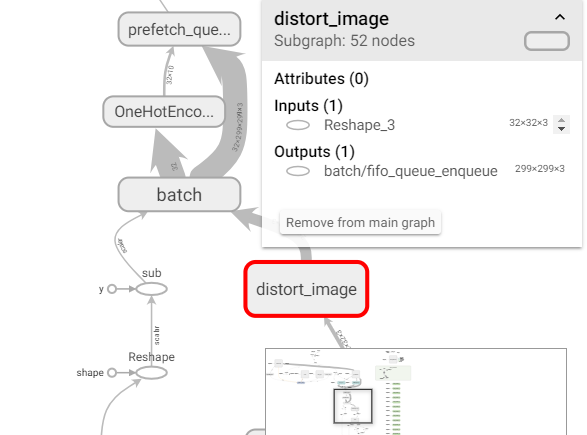 prefetch_que...
32×10
OneHotEnco...
32×299×299×3
32
batch
scalar
sub
y
distort_image
scalar
Reshape
shape
distort_image
Subgraph: 52 nodes
Attributes (0)
Inputs (1)
Reshape_3 32×32×3
Outputs (1)
batch/fifo_queue_enqueue 299×299×3
Remove from main graph